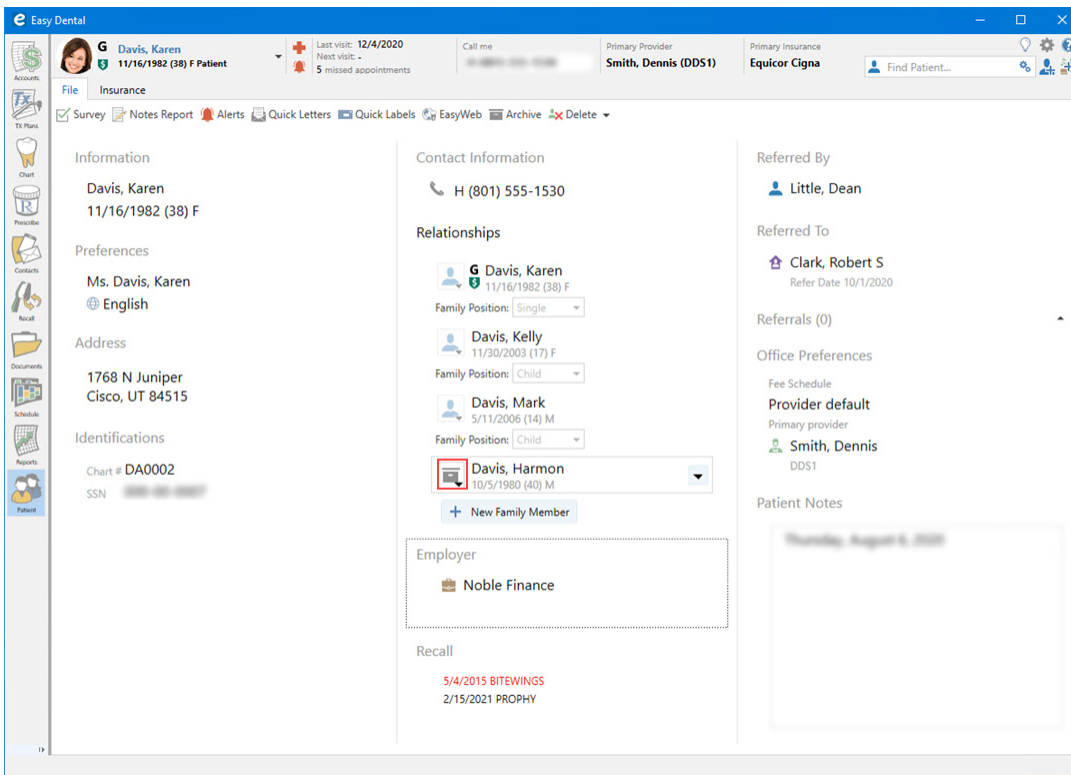 Easy Dental
G Davis, Karen
11/16/1982 (38) F Patient
Last visit: 12/4/2020
Next visit: -
5 missed appointments
Call me
Primary Provider
Smith, Dennis (DDS1)
Primary Insurance
Equicor Cigna
Find Patient...
File Insurance
Survey Notes Report Alerts Quick Letters Quick Labels EasyWeb Archive Delete
Accounts
TX Plans
Chart
Prescribe
Contacts
Recall
Documents
Schedule
Reports
Patient
Information
Davis, Karen
11/16/1982 (38) F
Preferences
Ms. Davis, Karen
English
Address
1768 N Juniper
Cisco, UT 84515
Identifications
Chart # DA0002
SSN
Contact Information
H (801) 555-1530
Relationships
G Davis, Karen
11/16/1982 (38) F
Family Position: Single
Davis, Kelly
11/30/2003 (17) F
Family Position: Child
Davis, Mark
5/11/2006 (14) M
Family Position: Child
Davis, Harmon
10/5/1980 (40) M
+ New Family Member
Employer
Noble Finance
Recall
5/4/2015 BITEWINGS
2/15/2021 PROPHY
Referred By
Little, Dean
Referred To
Clark, Robert S
Refer Date 10/1/2020
Referrals (0)
Office Preferences
Fee Schedule
Provider default
Primary provider
Smith, Dennis
DDS1
Patient Notes
Thursday, August 6, 2020